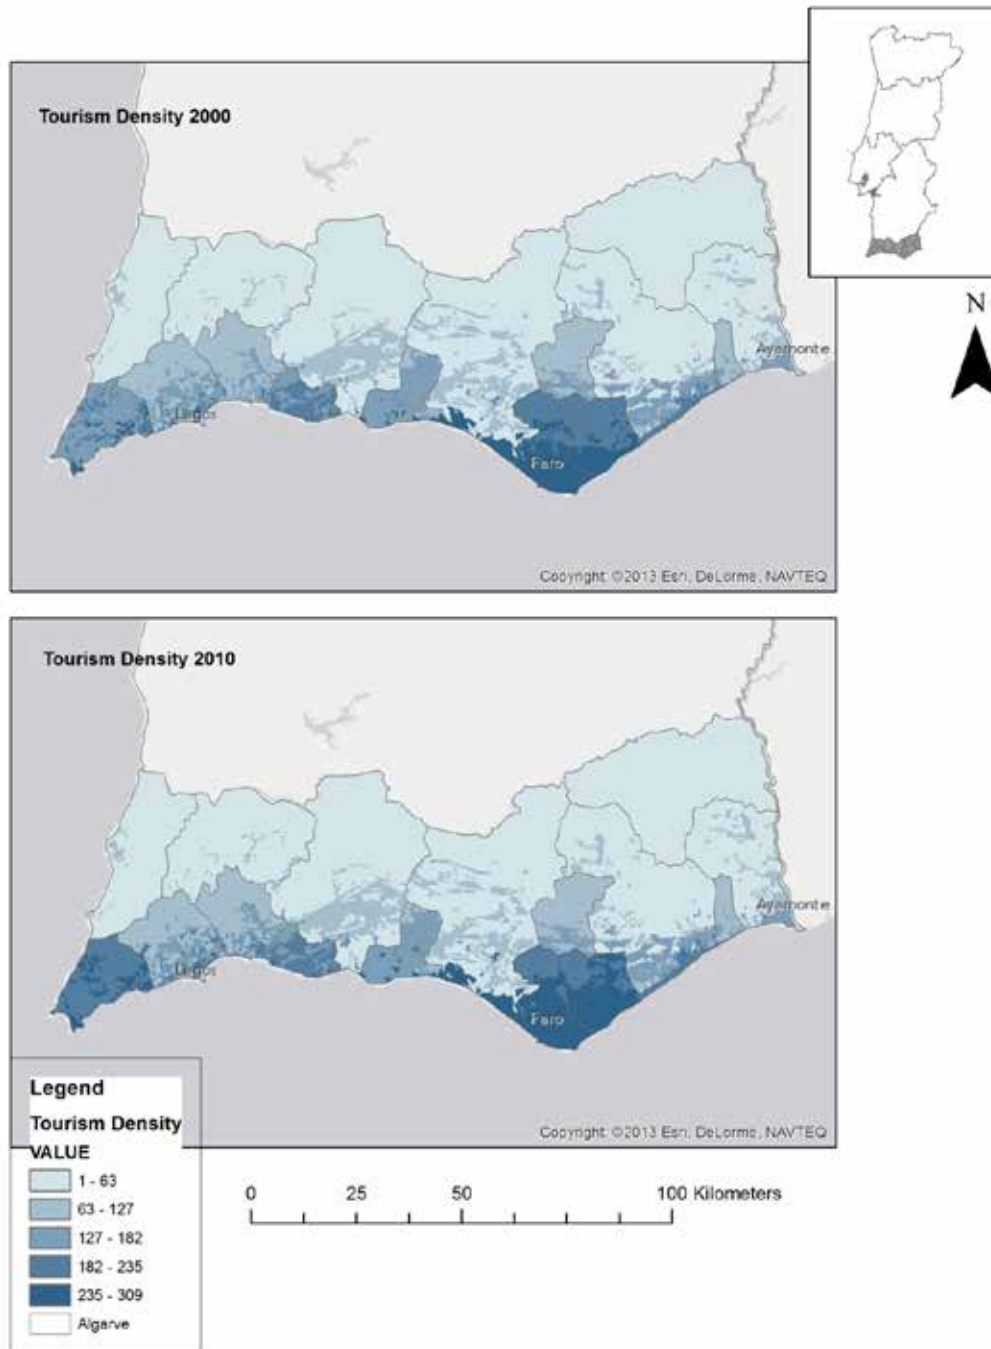 Tourism Density 2000
N
Ayamonte
Lagos
Faro
Copyright: ©2013 Esri, DeLorme, NAVTEQ
Tourism Density 2010
Ayamonte
Lagos
Faro
Copyright: ©2013 Esri, DeLorme, NAVTEQ
Legend
Tourism Density
VALUE
1 - 63
63 - 127
127 - 182
182 - 235
235 - 309
Algarve
0 25 50 100 Kilometers